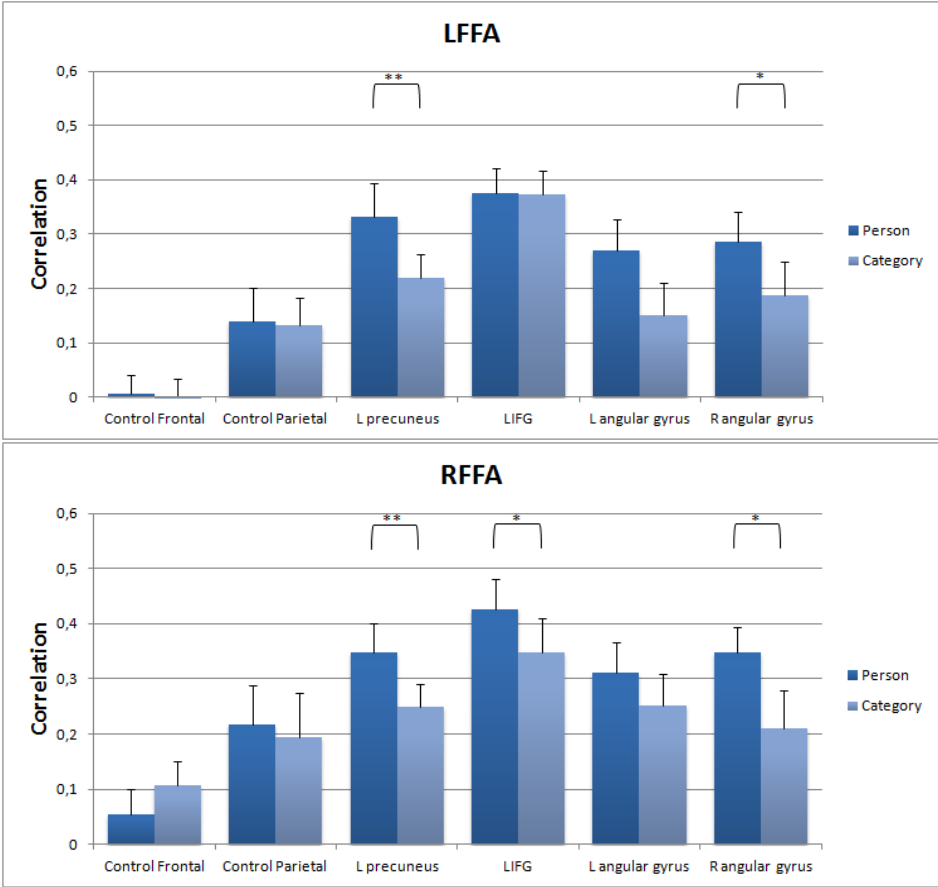 LFFA
0,6
** *
0,5
0,4
0,3
0,2
0,1
0
Correlation
Person
Category
Control Frontal Control Parietal L precuneus LIFG L angular gyrus R angular gyrus
RFFA
0,6
** * *
0,5
0,4
0,3
0,2
0,1
0
Correlation
Person
Category
Control Frontal Control Parietal L precuneus LIFG L angular gyrus R angular gyrus